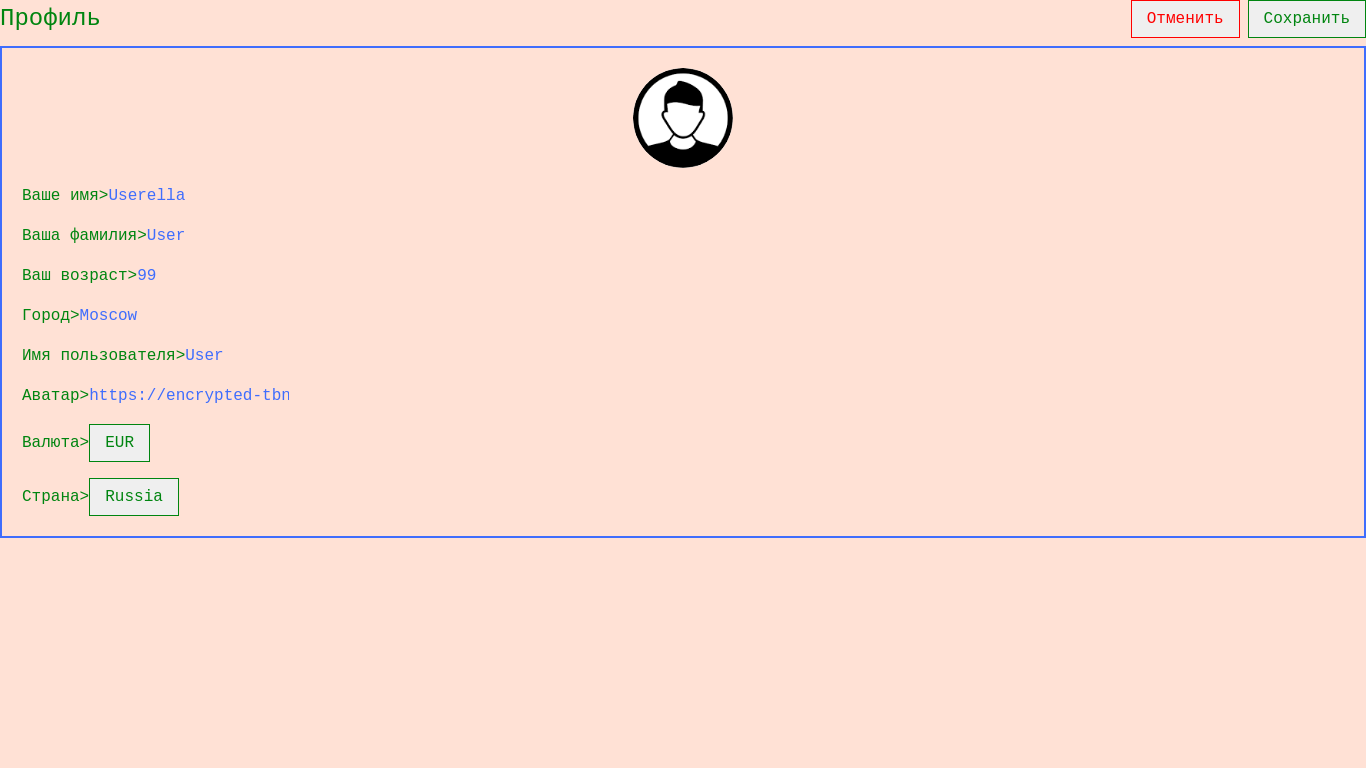 Профиль
Отменить Сохранить
Ваше имя>Userella
Ваша фамилия>User
Ваш возраст>99
Город>Moscow
Имя пользователя>User
Аватар>https://encrypted-tbn
Валюта>EUR
Страна>Russia